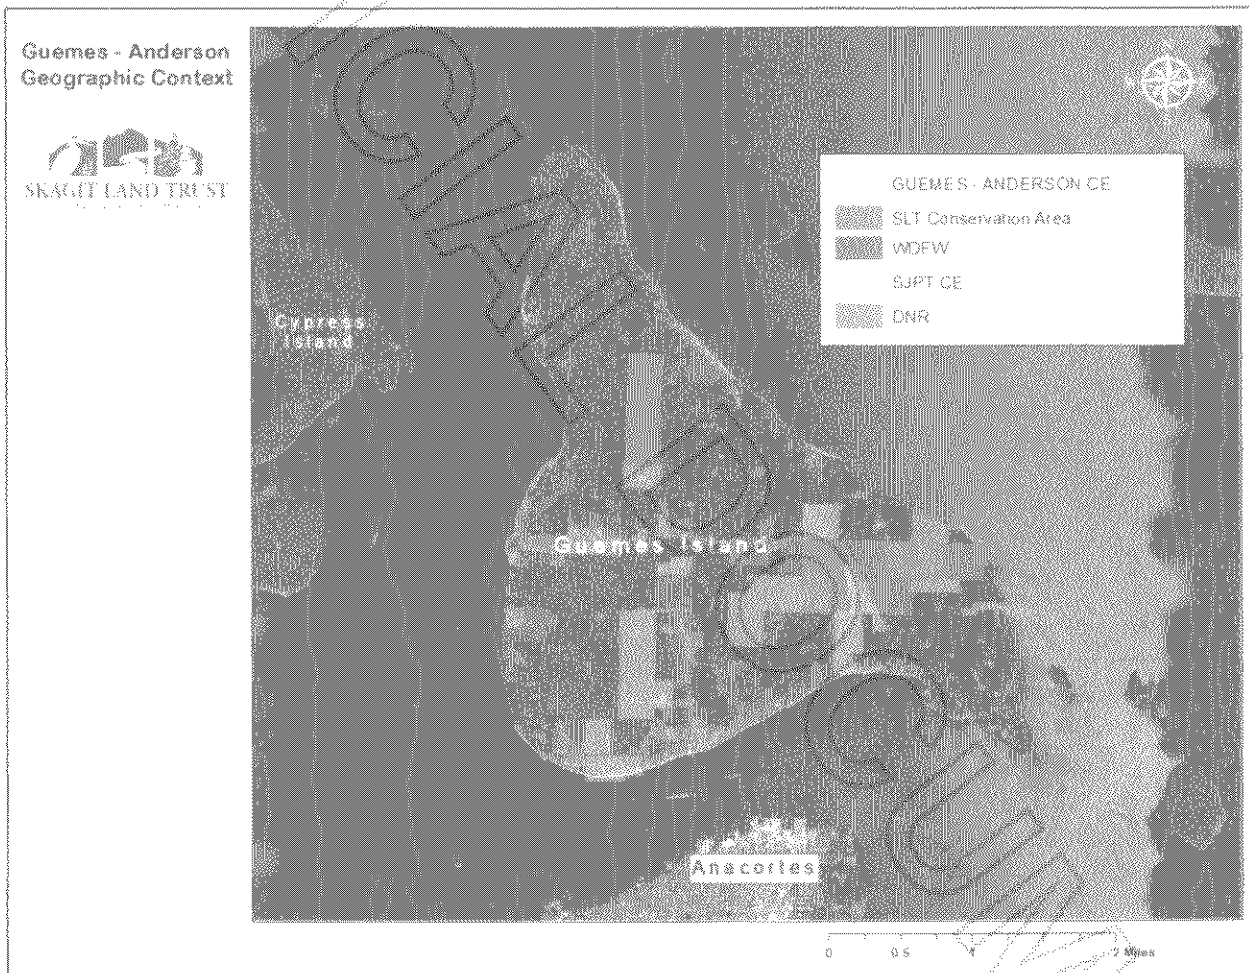 Guemes - Anderson
Geographic Context
SKAGIT LAND TRUST
GUEMES - ANDERSON CE
SLT Conservation Area
WDFW
SJPT CE
DNR
Cypress
Island
Guemes Island
Anacortes
0 0.5 1 2 Miles